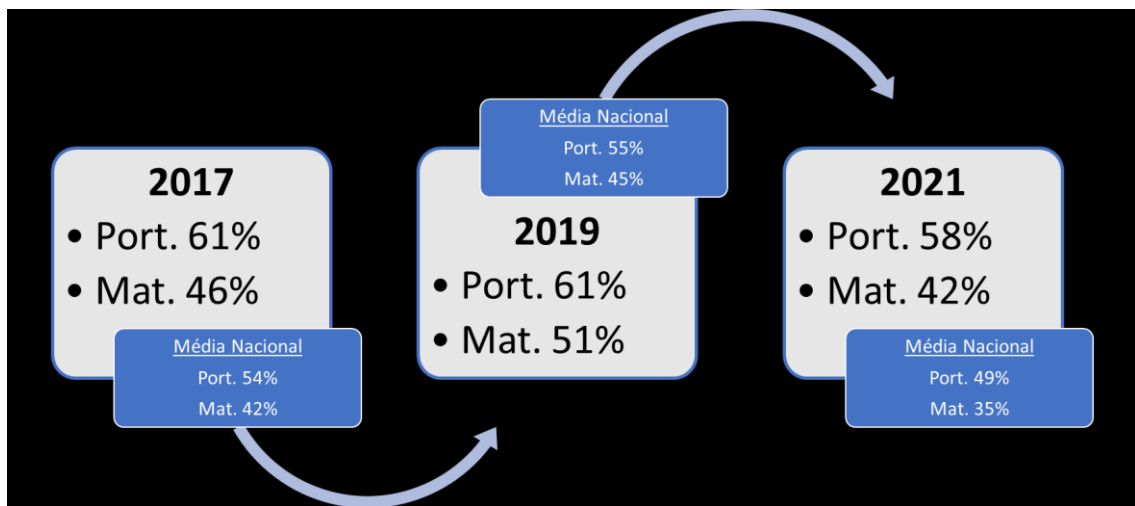 2017
• Port. 61%
• Mat. 46%
Média Nacional
Port. 54%
Mat. 42%
Média Nacional
Port. 55%
Mat. 45%
2019
• Port. 61%
• Mat. 51%
2021
• Port. 58%
• Mat. 42%
Média Nacional
Port. 49%
Mat. 35%